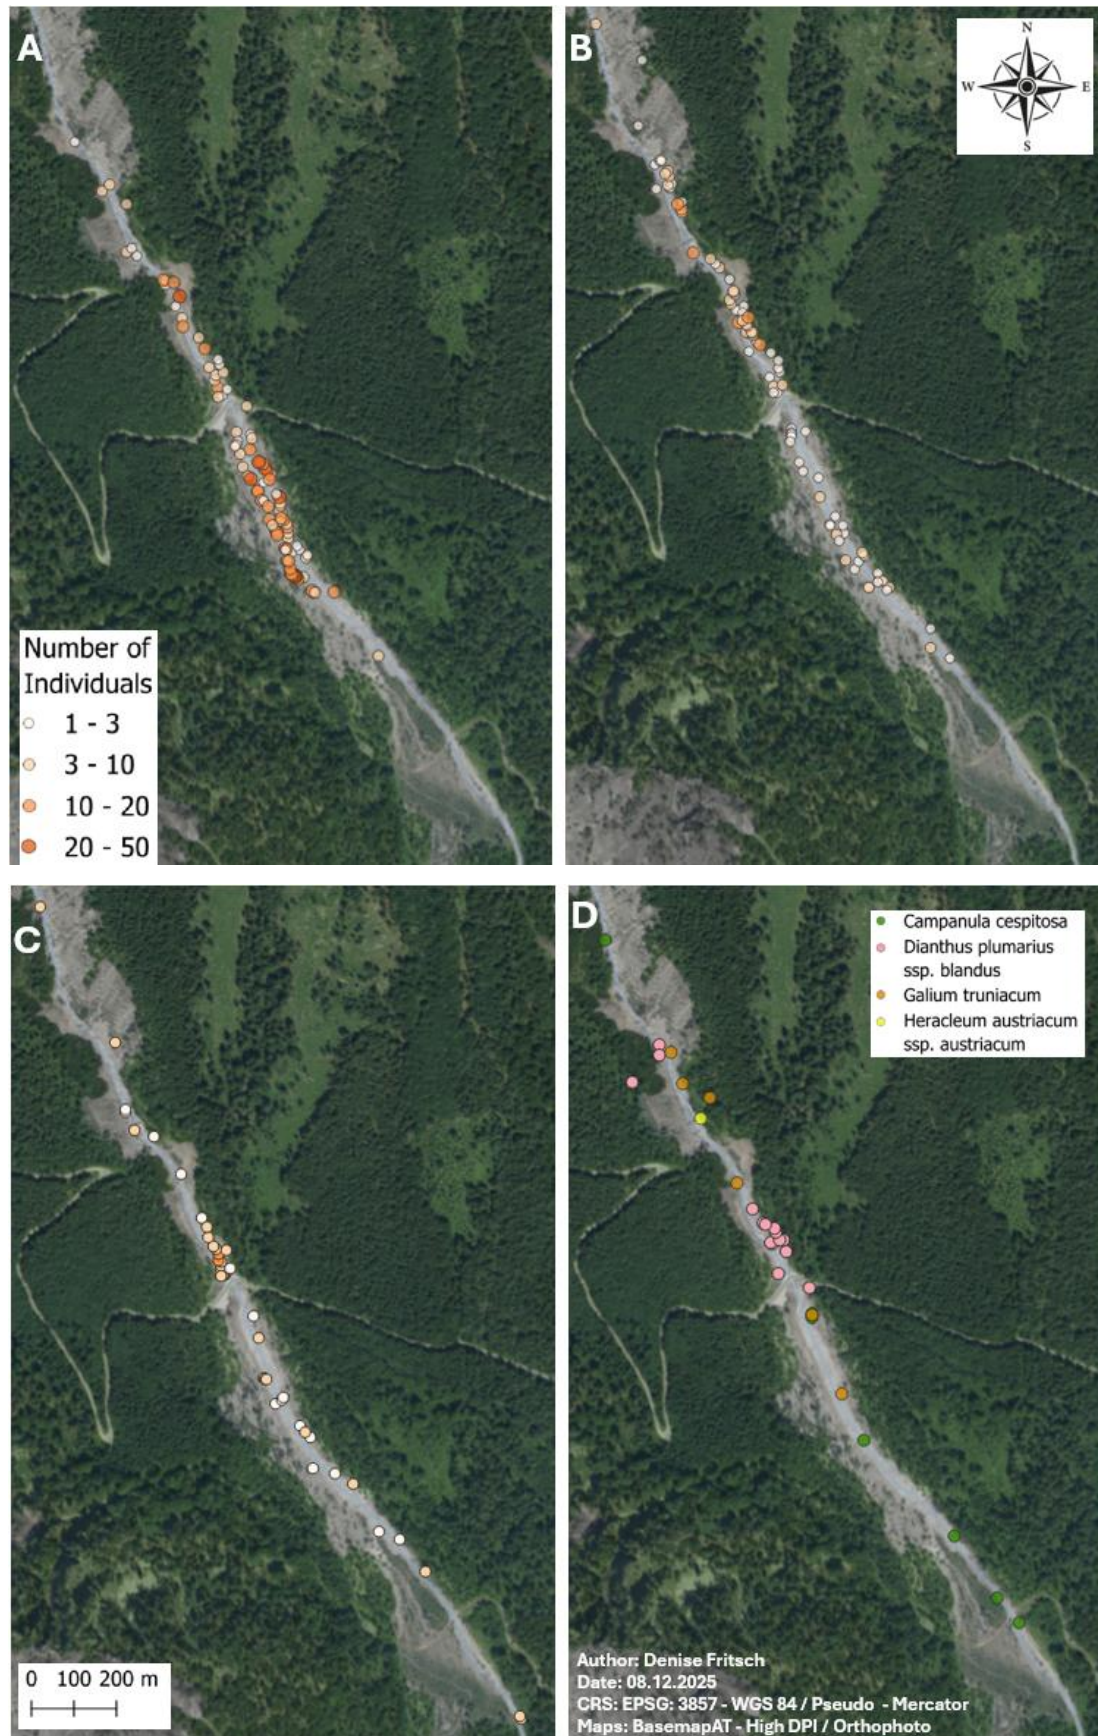 A
Number of
Individuals
1 - 3
3 - 10
10 - 20
20 - 50
B
N
W E
S
C
0 100 200 m
D
Campanula cespitosa
Dianthus plumarius
ssp. blandus
Galium truniacum
Heracleum austriacum
ssp. austriacum
Author: Denise Fritsch
Date: 08.12.2025
CRS: EPSG: 3857 - WGS 84 / Pseudo - Mercator
Maps: BasemapAT - High DPI / Orthophoto